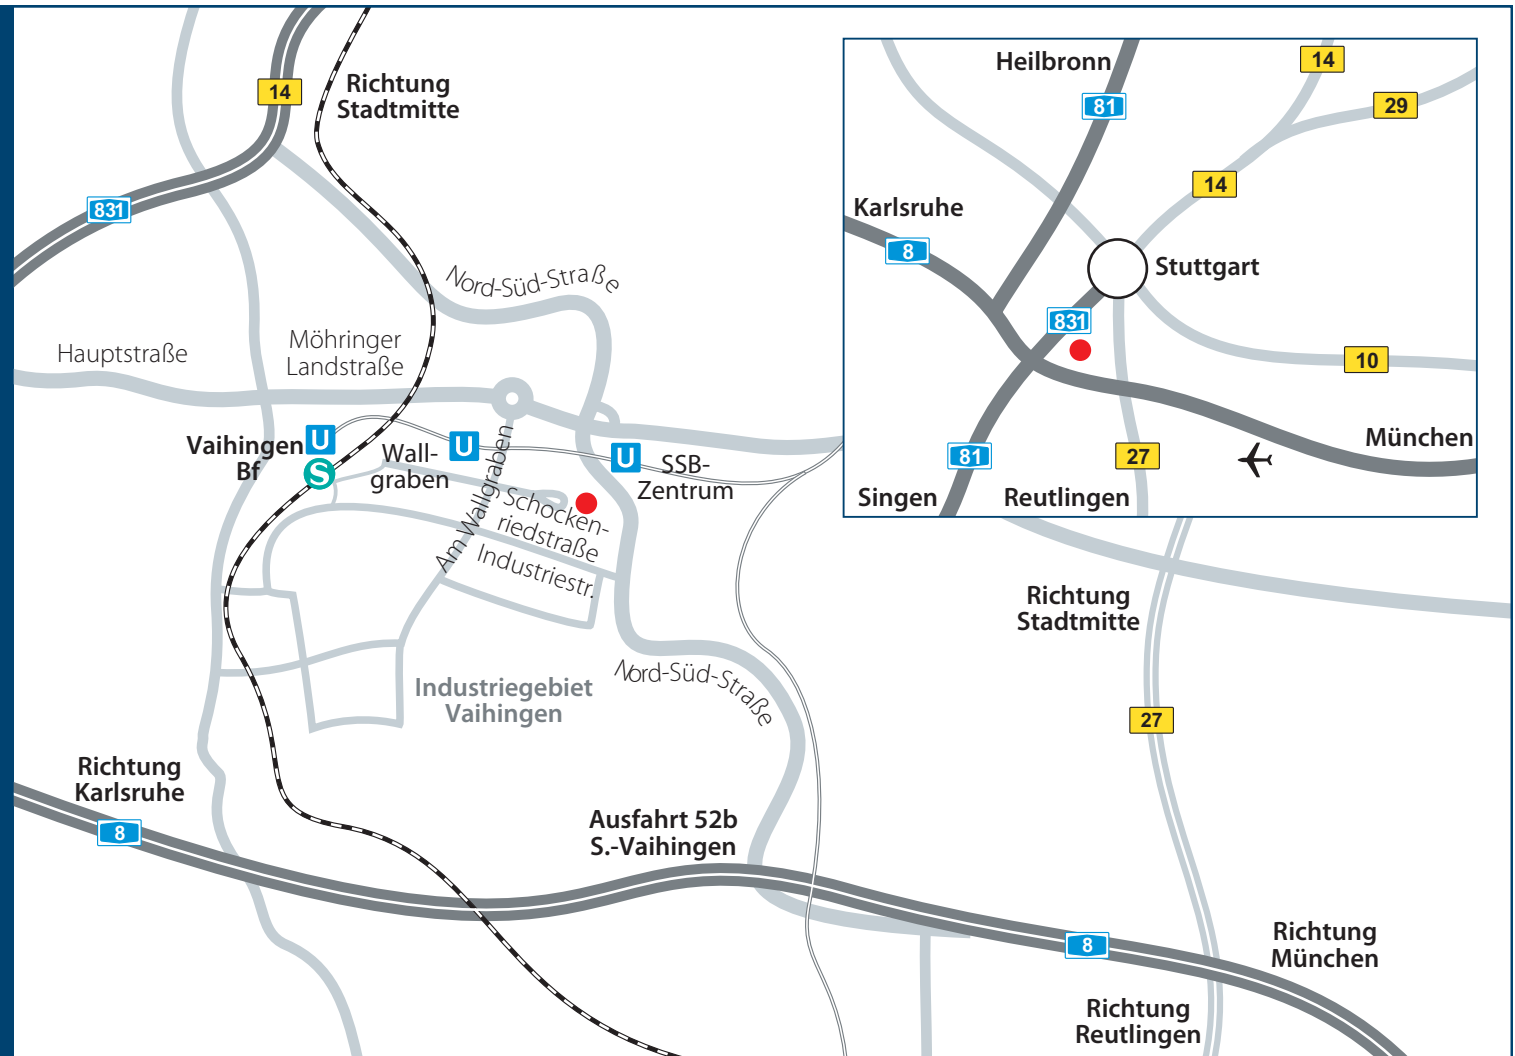 Richtung
Stadtmitte
14
831
Nord-Süd-Straße
Hauptstraße
Möhringer
Landstraße
Vaihingen
Bf
U
S
Wall-
graben
U
Am Wallgraben
U
SSB-
Zentrum
Schocken-
riedstraße
Industriestr.
Industriegebiet
Vaihingen
Nord-Süd-Straße
Richtung
Karlsruhe
8
Ausfahrt 52b
S.-Vaihingen
8
Richtung
Stadtmitte
27
Richtung
München
Richtung
Reutlingen
Heilbronn
81
14
29
14
Karlsruhe
8
Stuttgart
831
10
München
81
27
Singen
Reutlingen